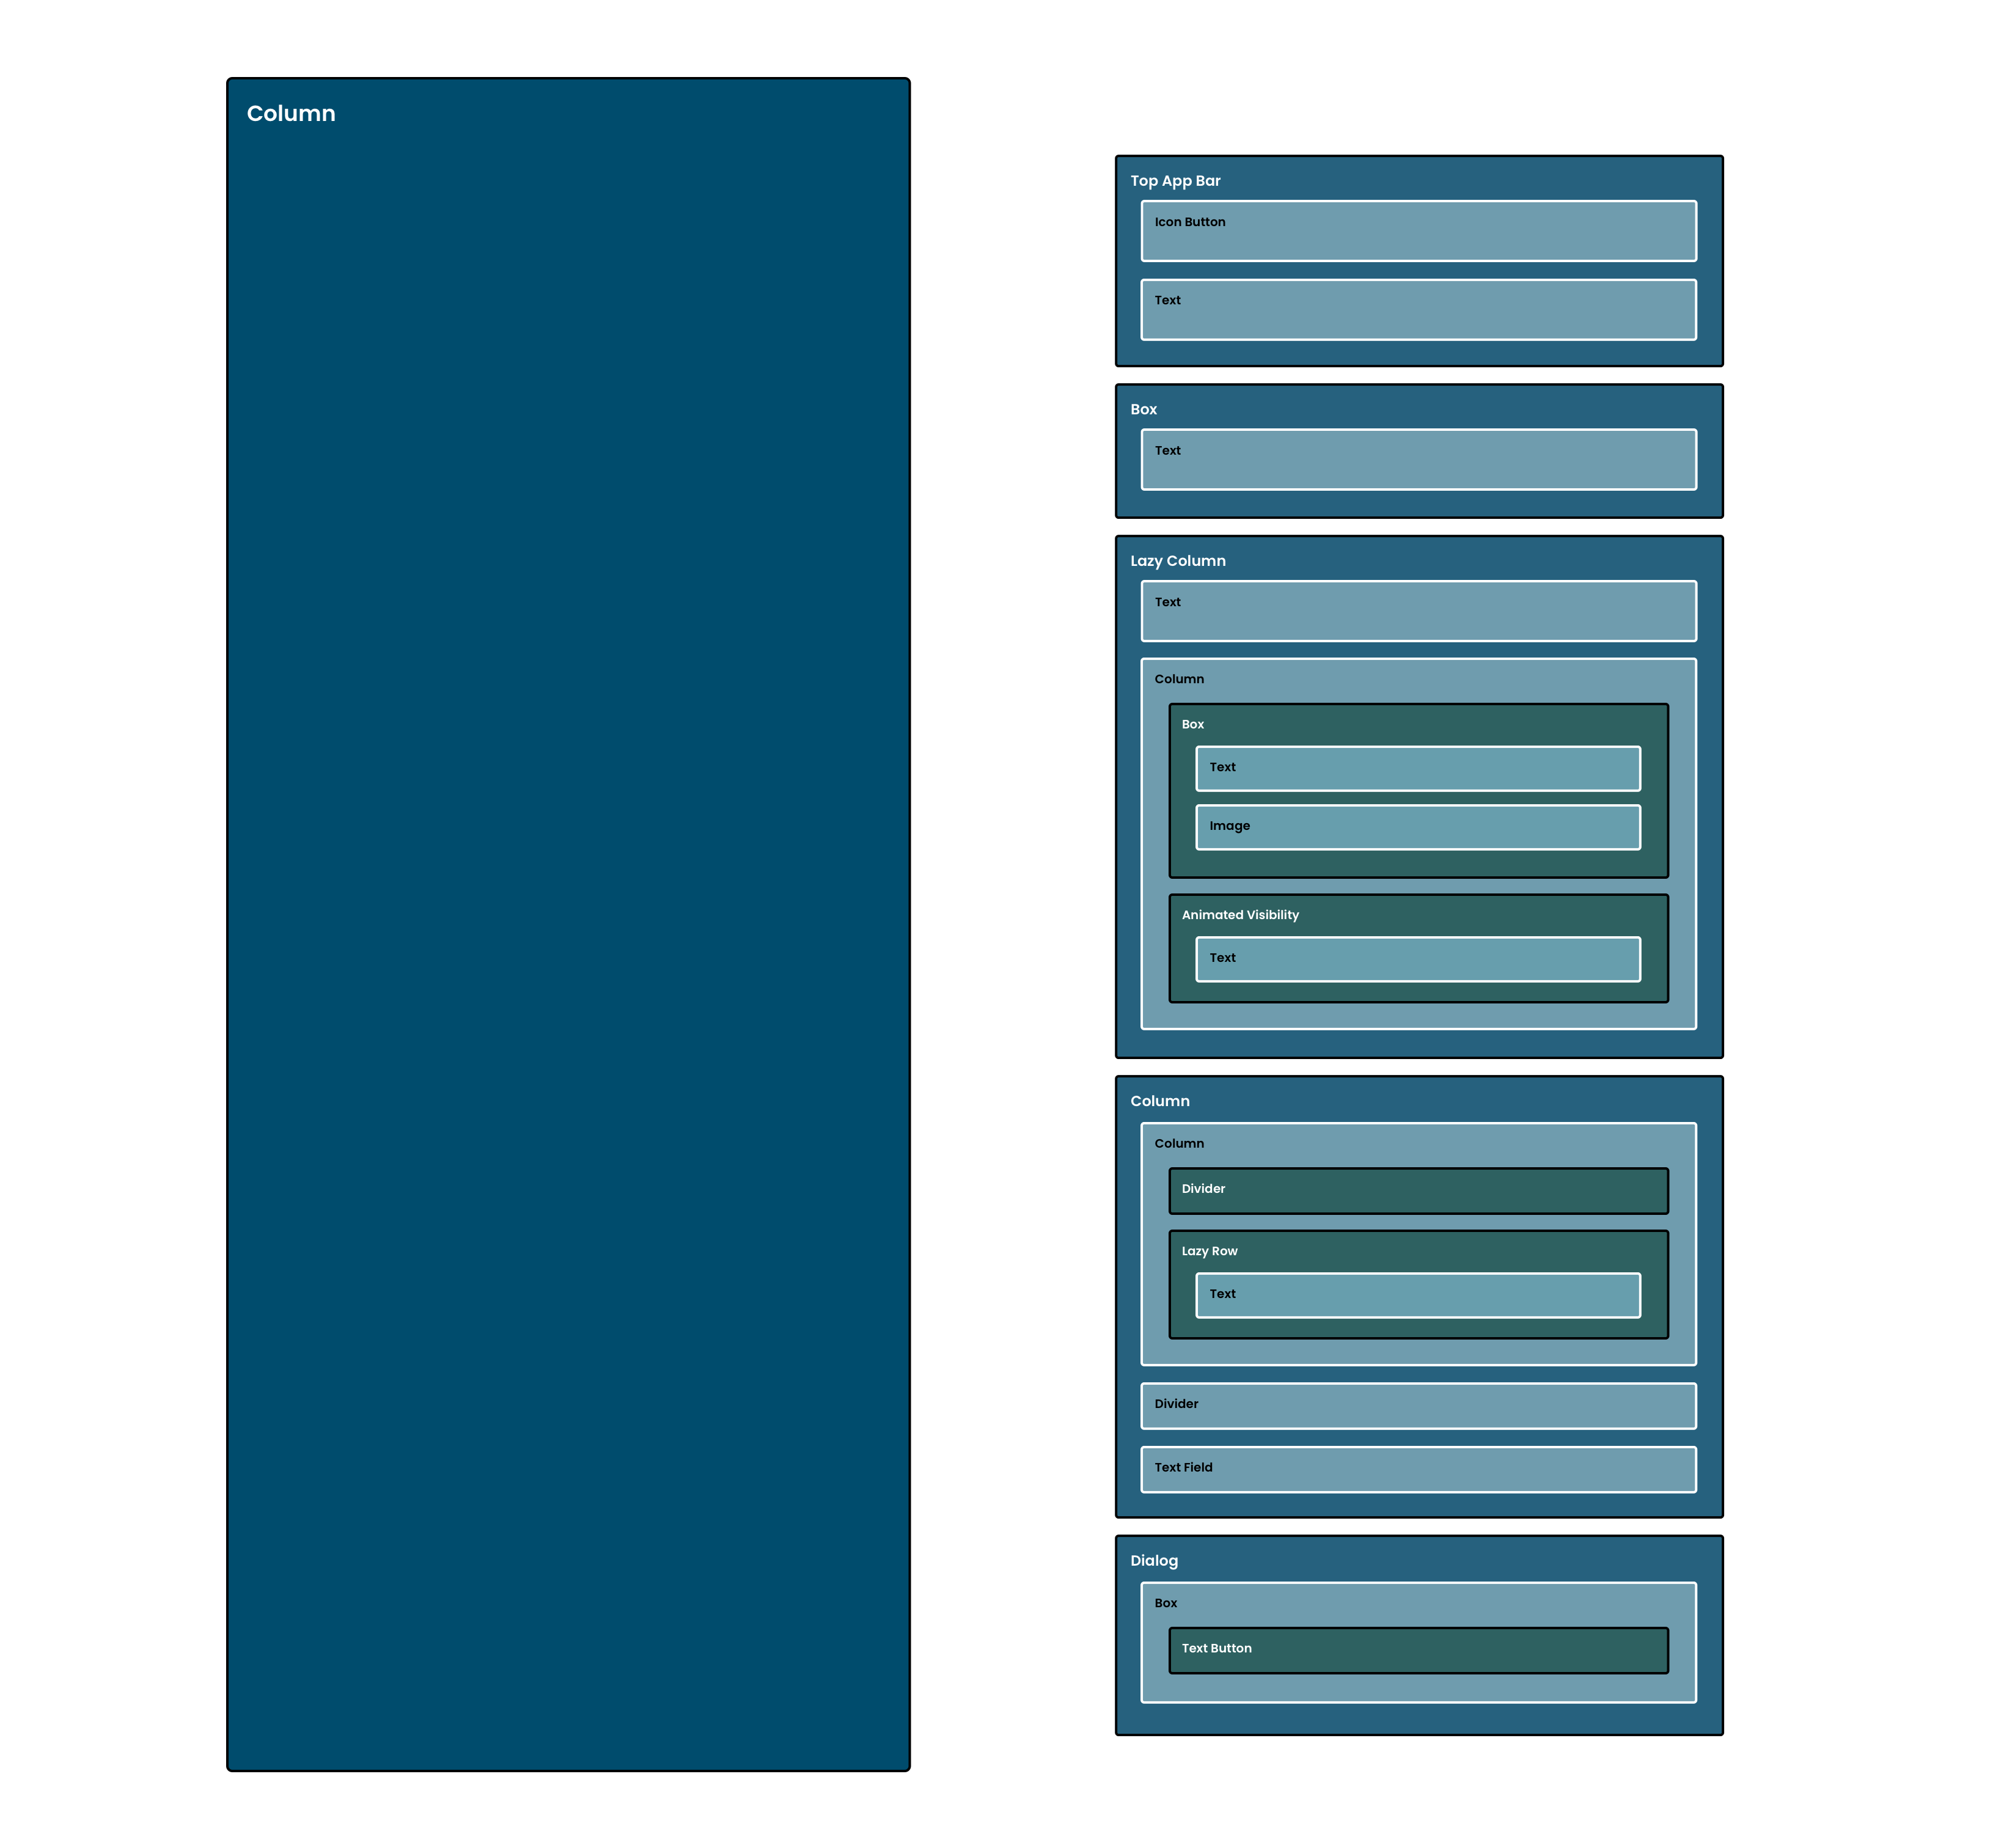 Column
Top App Bar
Icon Button
Text
Box
Text
Lazy Column
Text
Column
Box
Text
Image
Animated Visibility
Text
Column
Column
Divider
Lazy Row
Text
Divider
Text Field
Dialog
Box
Text Button